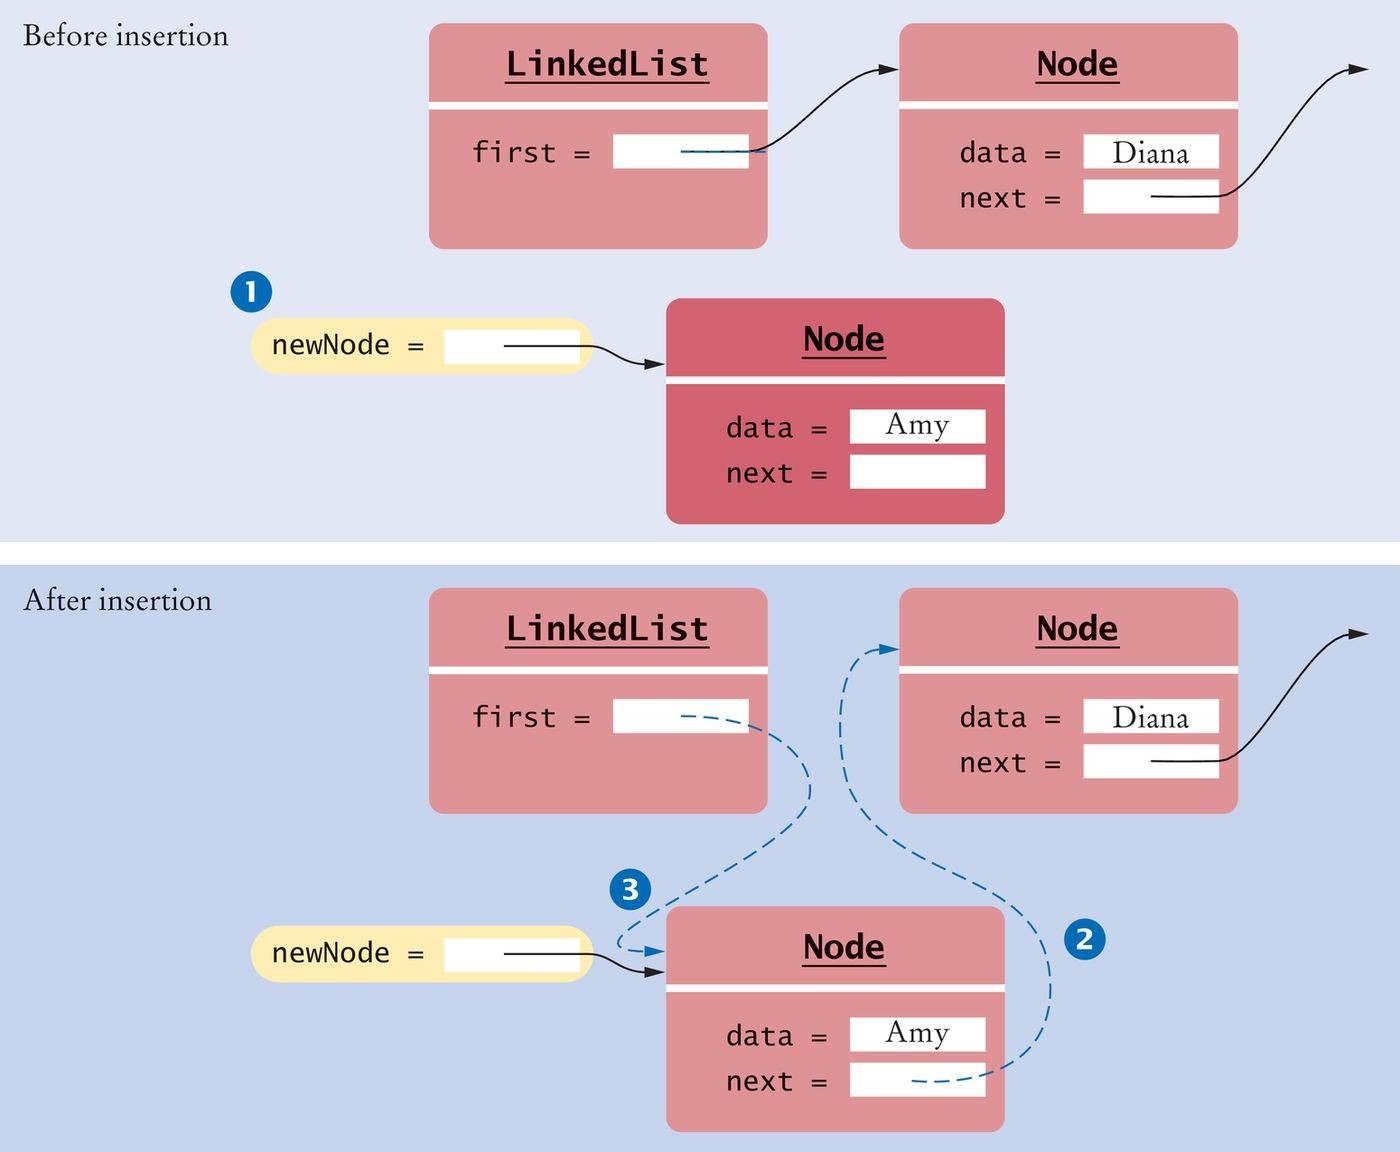 Before insertion
LinkedList
Node
first =
data = Diana
next =
1
newNode =
Node
data = Amy
next =
After insertion
LinkedList
Node
first =
data = Diana
next =
3
newNode =
Node
2
data = Amy
next =